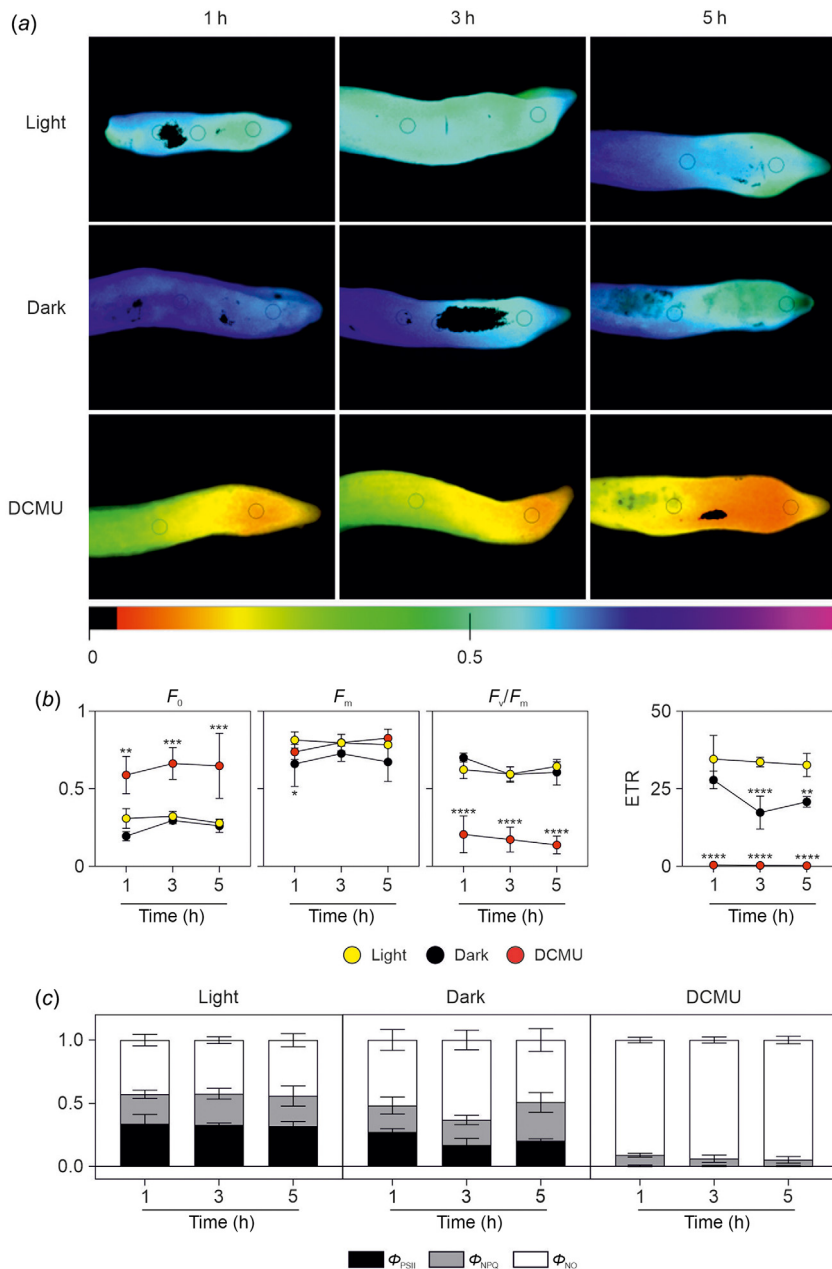 (a)
1 h 3 h 5 h
Light
Dark
DCMU
0 0.5
(b)
F0 Fm Fv/Fm
1
0.5
0
** *** ***
*
**** **** ****
50
25
0
ETR
**** **
**** **** ****
1 3 5 1 3 5 1 3 5 1 3 5
Time (h) Time (h) Time (h) Time (h)
Light Dark DCMU
(c)
Light Dark DCMU
1.0
0.5
0.0
1 3 5 1 3 5 1 3 5
Time (h) Time (h) Time (h)
ΦPSII ΦNPQ ΦNO